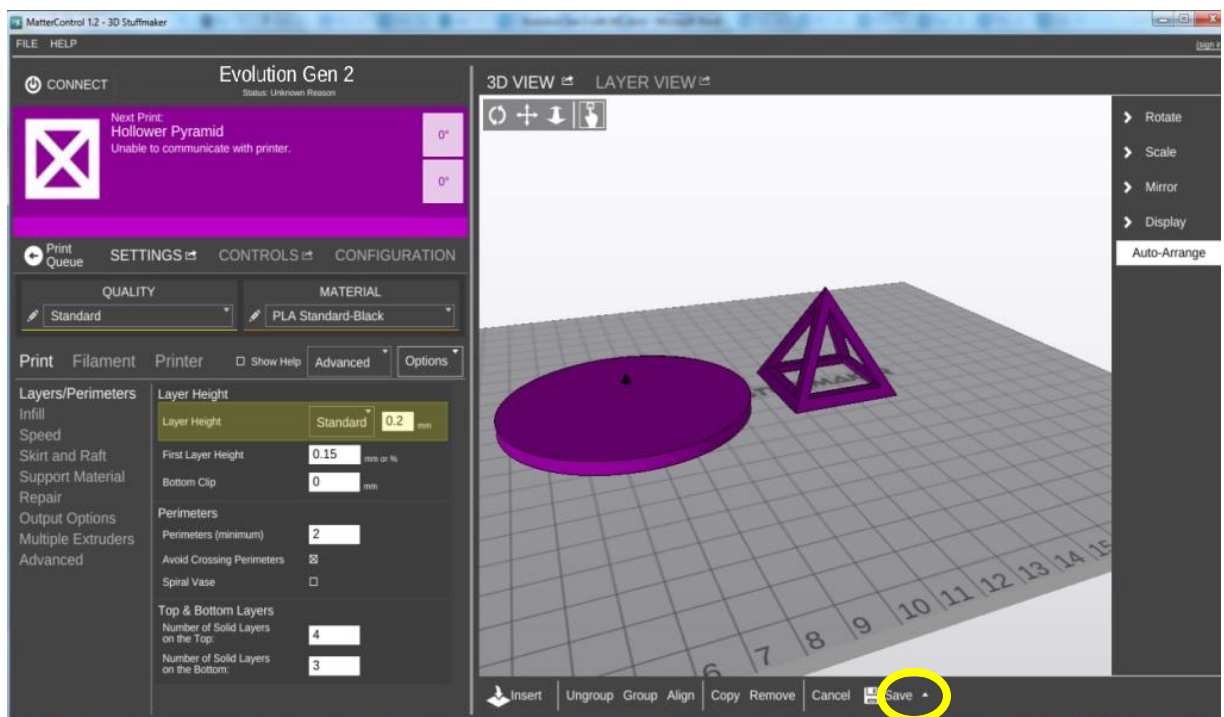 MatterControl 1.2 - 3D Stuffmaker
FILE HELP
(sign i
CONNECT
Evolution Gen 2
Status: Unknown Reason
Next Print:
Hollower Pyramid
Unable to communicate with printer.
0°
0°
Print
Queue
SETTINGS CONTROLS CONFIGURATION
QUALITY MATERIAL
Standard PLA Standard-Black
Print Filament Printer Show Help Advanced Options
Layers/Perimeters
Infill
Speed
Skirt and Raft
Support Material
Repair
Output Options
Multiple Extruders
Advanced
Layer Height
Layer Height Standard 0.2 mm
First Layer Height 0.15 mm or %
Bottom Clip 0 mm
Perimeters
Perimeters (minimum) 2
Avoid Crossing Perimeters
Spiral Vase
Top & Bottom Layers
Number of Solid Layers
on the Top: 4
Number of Solid Layers
on the Bottom: 3
3D VIEW LAYER VIEW
6 7 8 9 10 11 12 13 14 15
Insert Ungroup Group Align Copy Remove Cancel Save
Rotate
Scale
Mirror
Display
Auto-Arrange